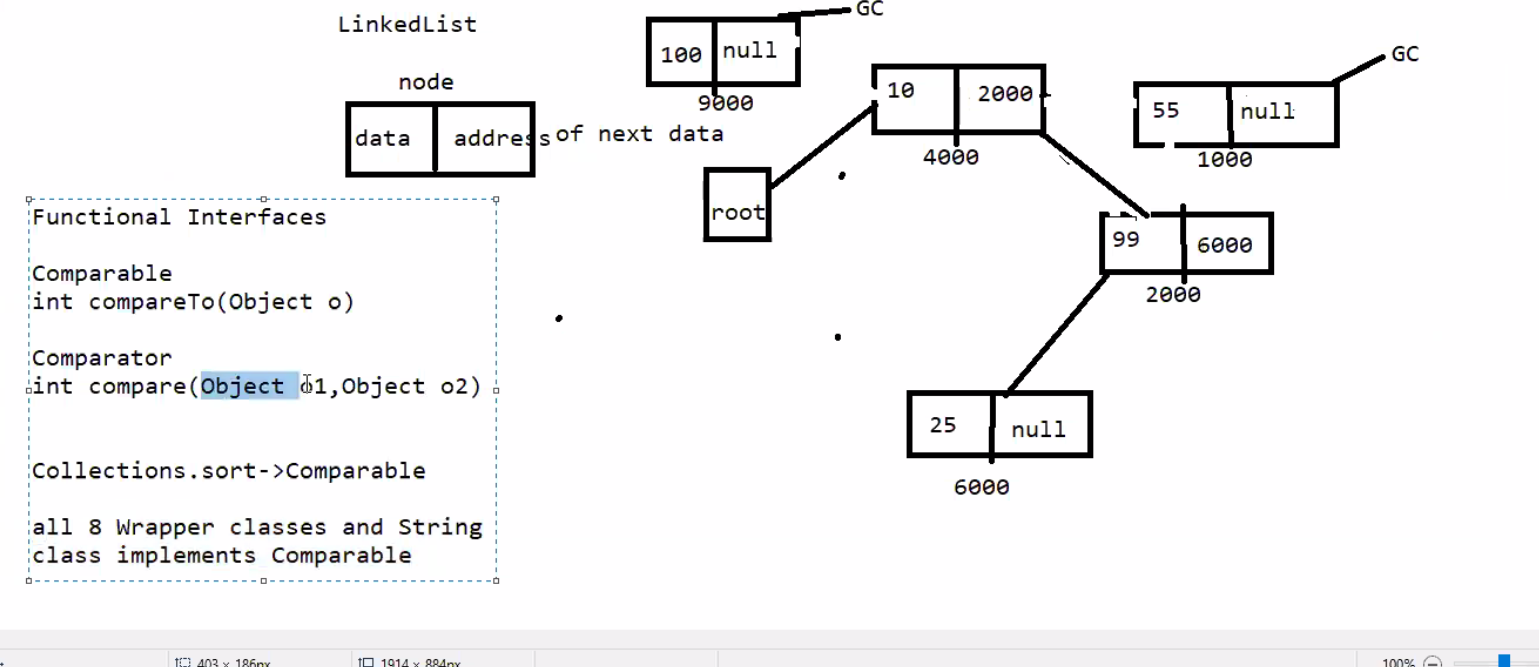 LinkedList
node
data address of next data
100 null
9000
GC
10 2000
4000
55 null
1000
GC
root
99 6000
2000
25 null
6000
Functional Interfaces
Comparable
int compareTo(Object o)
Comparator
int compare(Object o1,Object o2)
Collections.sort->Comparable
all 8 Wrapper classes and String
class implements Comparable
403 × 186px
1914 × 884px
100%